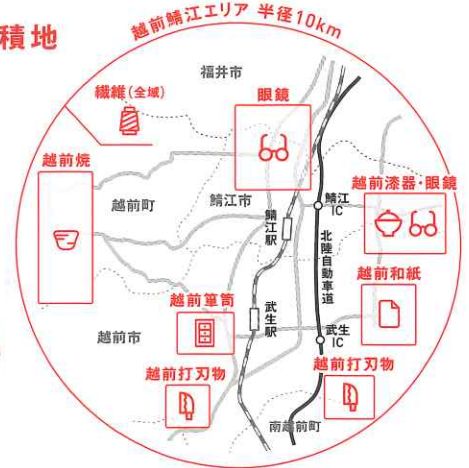 積地
越前鯖江エリア 半径10km
福井市
繊維(全域)
眼鏡
越前焼
越前町
鯖江市
鯖江駅
鯖江IC
越前漆器・眼鏡
北陸自動車道
越前和紙
越前箪笥
武生駅
越前市
武生IC
越前打刃物
越前打刃物
南越前町